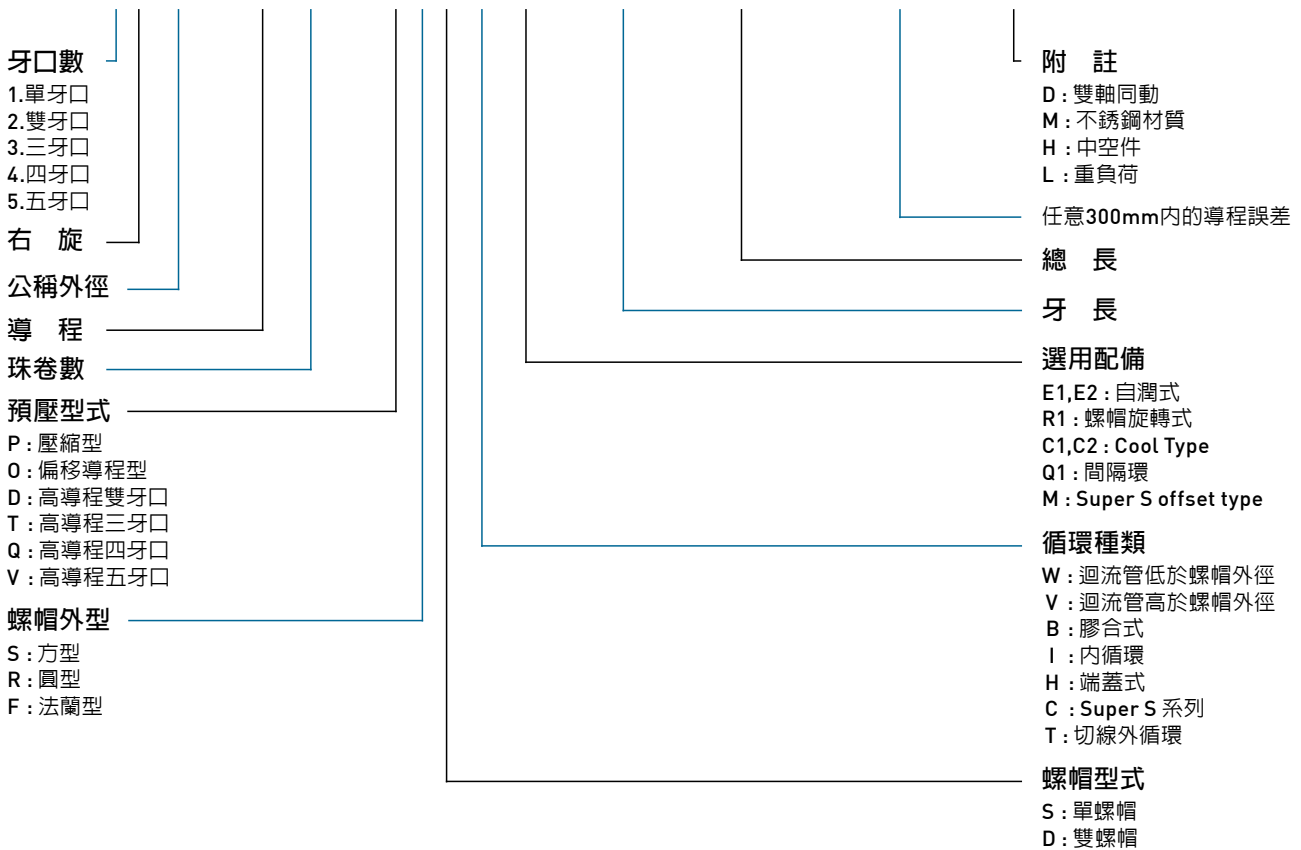 牙口數
1.單牙口
2.雙牙口
3.三牙口
4.四牙口
5.五牙口
右 旋
公稱外徑
導 程
珠卷數
預壓型式
P : 壓縮型
O : 偏移導程型
D : 高導程雙牙口
T : 高導程三牙口
Q : 高導程四牙口
V : 高導程五牙口
螺帽外型
S : 方型
R : 圓型
F : 法蘭型
附 註
D : 雙軸同動
M : 不銹鋼材質
H : 中空件
L : 重負荷
任意300mm内的導程誤差
總 長
牙 長
選用配備
E1,E2 : 自潤式
R1 : 螺帽旋轉式
C1,C2 : Cool Type
Q1 : 間隔環
M : Super S offset type
循環種類
W : 迴流管低於螺帽外徑
V : 迴流管高於螺帽外徑
B : 膠合式
I : 内循環
H : 端蓋式
C : Super S 系列
T : 切線外循環
螺帽型式
S : 單螺帽
D : 雙螺帽